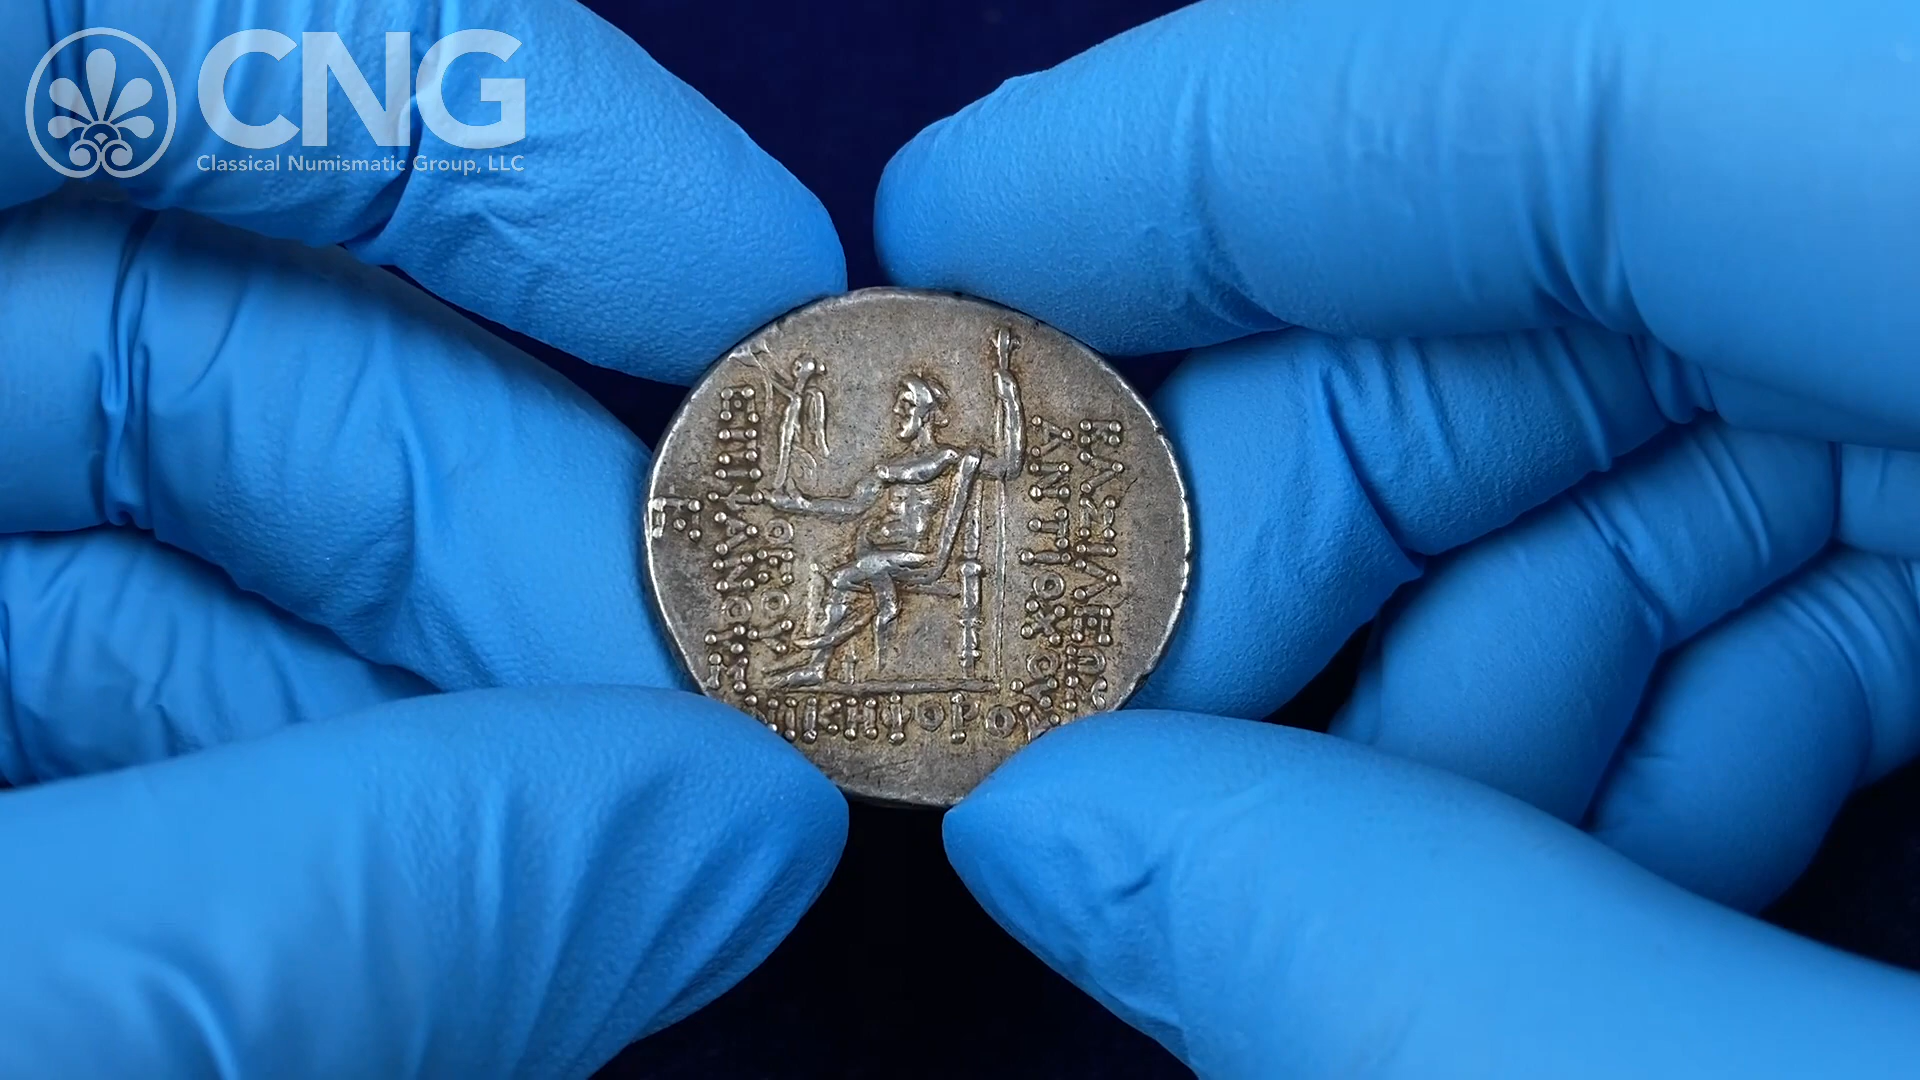 CNG
Classical Numismatic Group, LLC
ΒΑΣΙΛΕΩΣ
ΑΝΤΙΟΧΟΥ
ΘΕΟΥ
ΕΠΙΦΑΝΟΥΣ
ΝΙΚΗΦΟΡΟΥ